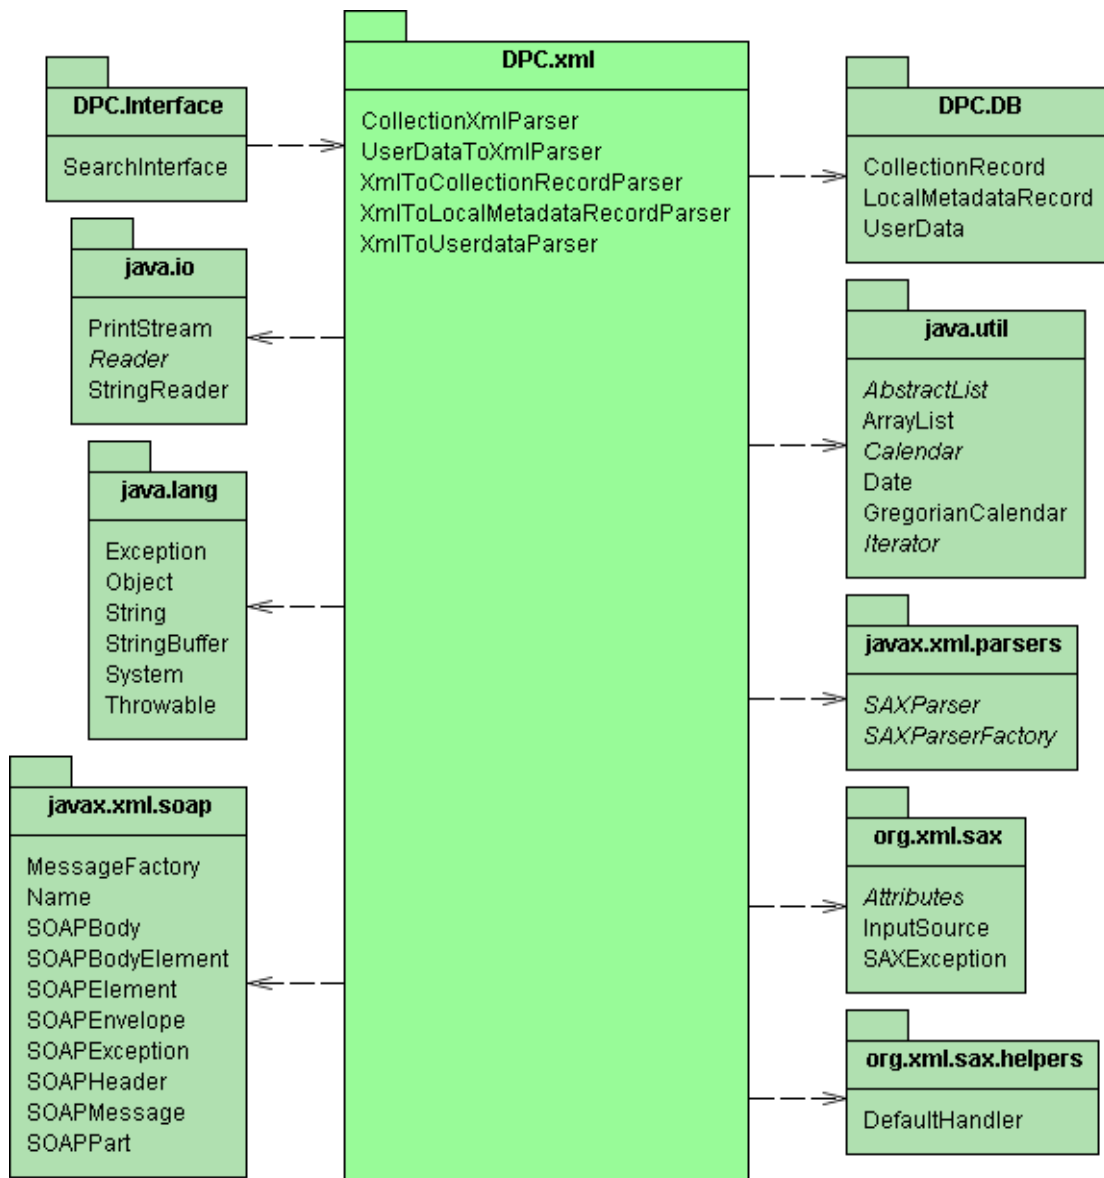 DPC.xml
CollectionXmlParser
UserDataToXmlParser
XmlToCollectionRecordParser
XmlToLocalMetadataRecordParser
XmlToUserdataParser
DPC.Interface
SearchInterface
java.io
PrintStream
Reader
StringReader
java.lang
Exception
Object
String
StringBuffer
System
Throwable
javax.xml.soap
MessageFactory
Name
SOAPBody
SOAPBodyElement
SOAPElement
SOAPEnvelope
SOAPException
SOAPHeader
SOAPMessage
SOAPPart
DPC.DB
CollectionRecord
LocalMetadataRecord
UserData
java.util
AbstractList
ArrayList
Calendar
Date
GregorianCalendar
Iterator
javax.xml.parsers
SAXParser
SAXParserFactory
org.xml.sax
Attributes
InputSource
SAXException
org.xml.sax.helpers
DefaultHandler